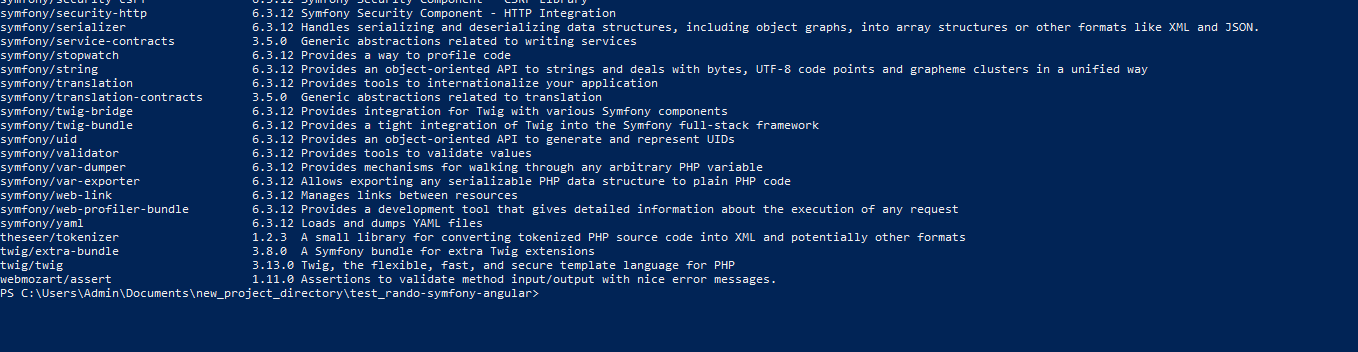 symfony/security-csrf 6.3.12 Symfony Security Component - CSRF Library
symfony/security-http 6.3.12 Symfony Security Component - HTTP Integration
symfony/serializer 6.3.12 Handles serializing and deserializing data structures, including object graphs, into array structures or other formats like XML and JSON.
symfony/service-contracts 3.5.0 Generic abstractions related to writing services
symfony/stopwatch 6.3.12 Provides a way to profile code
symfony/string 6.3.12 Provides an object-oriented API to strings and deals with bytes, UTF-8 code points and grapheme clusters in a unified way
symfony/translation 6.3.12 Provides tools to internationalize your application
symfony/translation-contracts 3.5.0 Generic abstractions related to translation
symfony/twig-bridge 6.3.12 Provides integration for Twig with various Symfony components
symfony/twig-bundle 6.3.12 Provides a tight integration of Twig into the Symfony full-stack framework
symfony/uid 6.3.12 Provides an object-oriented API to generate and represent UIDs
symfony/validator 6.3.12 Provides tools to validate values
symfony/var-dumper 6.3.12 Provides mechanisms for walking through any arbitrary PHP variable
symfony/var-exporter 6.3.12 Allows exporting any serializable PHP data structure to plain PHP code
symfony/web-link 6.3.12 Manages links between resources
symfony/web-profiler-bundle 6.3.12 Provides a development tool that gives detailed information about the execution of any request
symfony/yaml 6.3.12 Loads and dumps YAML files
theseer/tokenizer 1.2.3 A small library for converting tokenized PHP source code into XML and potentially other formats
twig/extra-bundle 3.8.0 A Symfony bundle for extra Twig extensions
twig/twig 3.13.0 Twig, the flexible, fast, and secure template language for PHP
webmozart/assert 1.11.0 Assertions to validate method input/output with nice error messages.
PS C:\Users\Admin\Documents\new_project_directory\test_rando-symfony-angular>